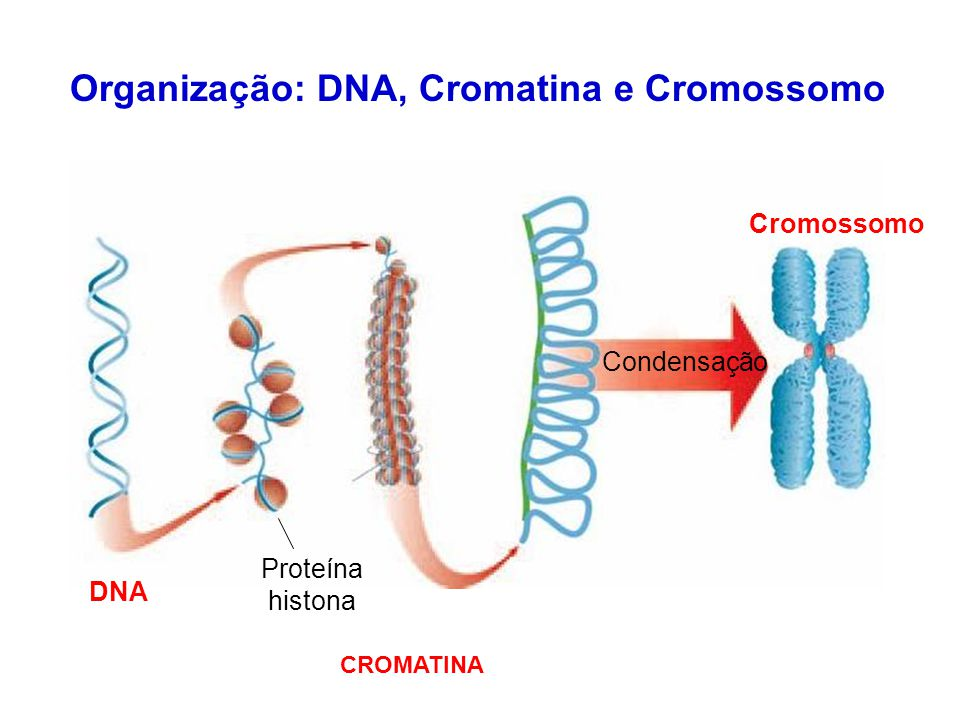 Organização: DNA, Cromatina e Cromossomo
Cromossomo
Condensação
Proteína
histona
DNA
CROMATINA